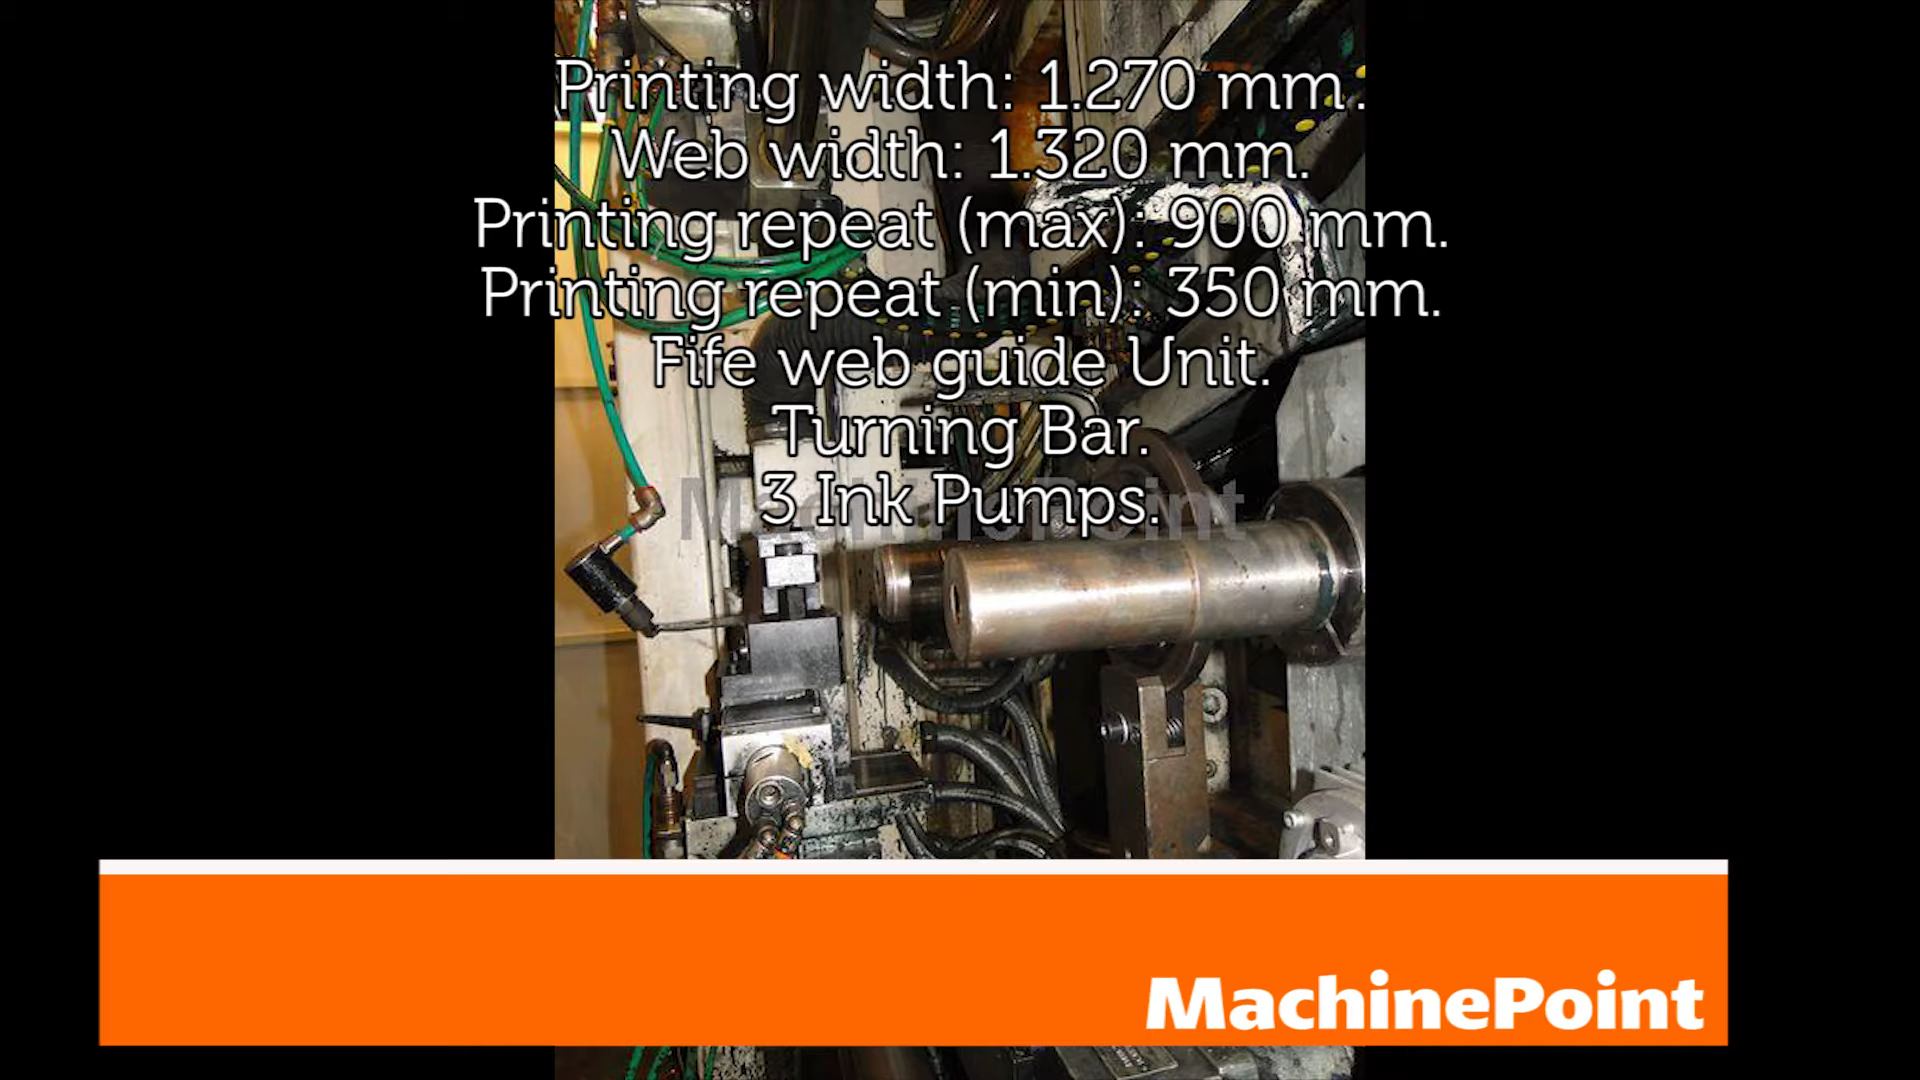 Printing width: 1.270 mm.
Web width: 1.320 mm.
Printing repeat (max): 900 mm.
Printing repeat (min): 350 mm.
Fife web guide Unit.
Turning Bar.
3 Ink Pumps.
MachinePoint
MachinePoint